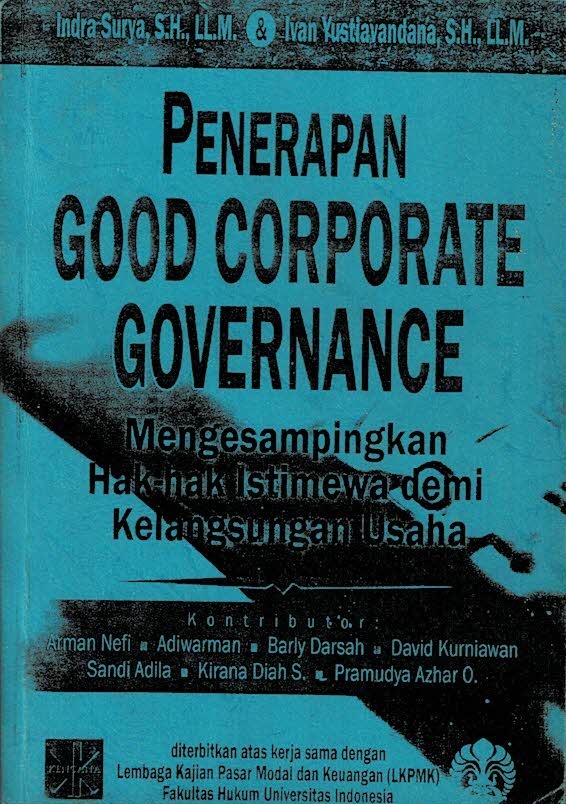 Indra Surya, S.H., LL.M. & Ivan Yustiavandana, S.H., LL.M.
PENERAPAN
GOOD CORPORATE
GOVERNANCE
Mengesampingkan
Hak-hak Istimewa demi
Kelangsungan Usaha
Kontributor:
Arman Nefi ▪ Adiwarman ▪ Barly Darsah ▪ David Kurniawan
Sandi Adila ▪ Kirana Diah S. ▪ Pramudya Azhar O.
KENCANA
diterbitkan atas kerja sama dengan
Lembaga Kajian Pasar Modal dan Keuangan (LKPMK)
Fakultas Hukum Universitas Indonesia